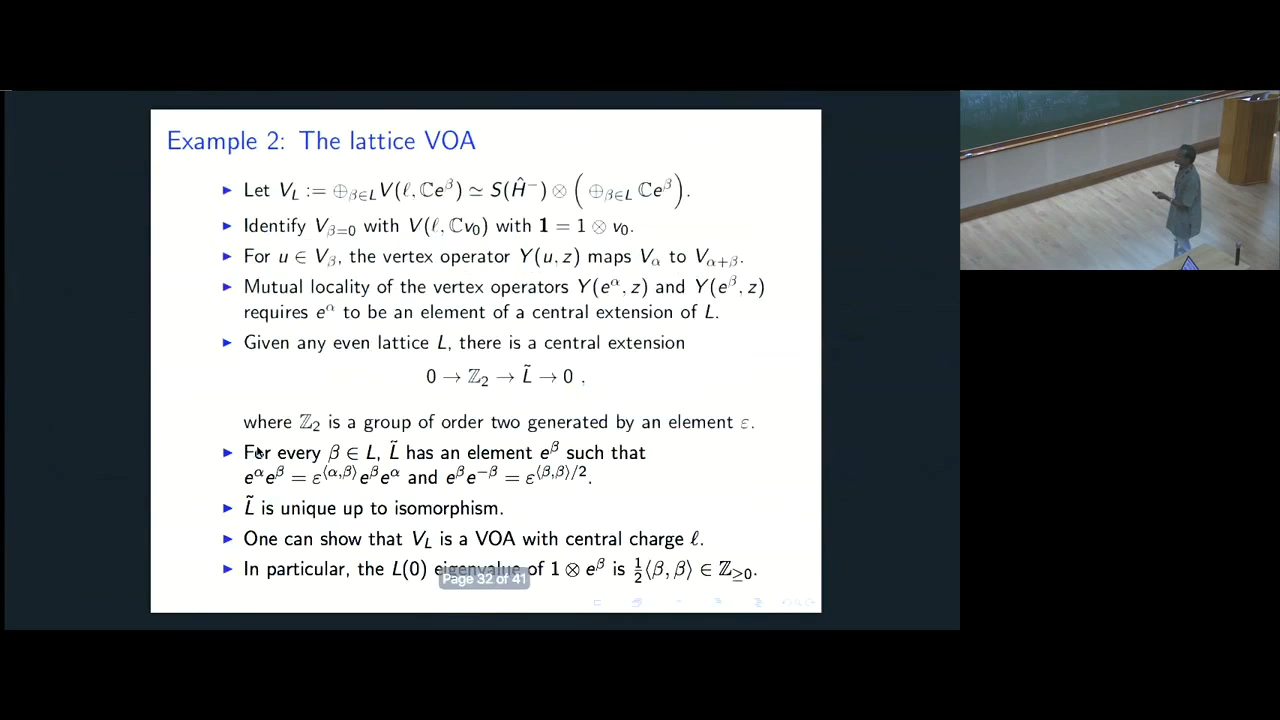 Example 2: The lattice VOA
▶ Let V_L := ⊕_{β∈L} V(ℓ, ℂe^β) ≃ S(Ĥ^−) ⊗ (⊕_{β∈L} ℂe^β).
▶ Identify V_{β=0} with V(ℓ, ℂv_0) with 𝟏 = 1 ⊗ v_0.
▶ For u ∈ V_β, the vertex operator Y(u, z) maps V_α to V_{α+β}.
▶ Mutual locality of the vertex operators Y(e^α, z) and Y(e^β, z)
requires e^α to be an element of a central extension of L.
▶ Given any even lattice L, there is a central extension
0 → ℤ_2 → L̃ → 0 ,
where ℤ_2 is a group of order two generated by an element ε.
▶ For every β ∈ L, L̃ has an element e^β such that
e^α e^β = ε^{⟨α,β⟩} e^β e^α and e^β e^{−β} = ε^{⟨β,β⟩/2}.
▶ L̃ is unique up to isomorphism.
▶ One can show that V_L is a VOA with central charge ℓ.
▶ In particular, the L(0) eigenvalue of 1 ⊗ e^β is ½⟨β, β⟩ ∈ ℤ_{≥0}.
Page 32 of 41